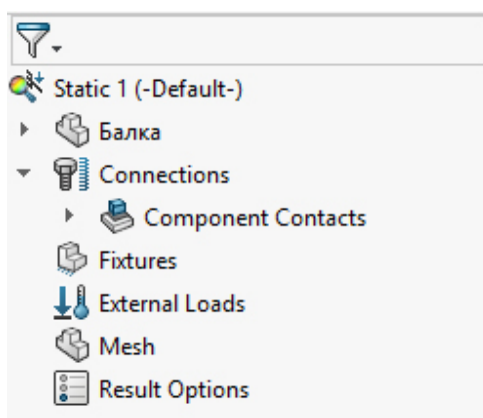 Static 1 (-Default-)
Балка
Connections
Component Contacts
Fixtures
External Loads
Mesh
Result Options